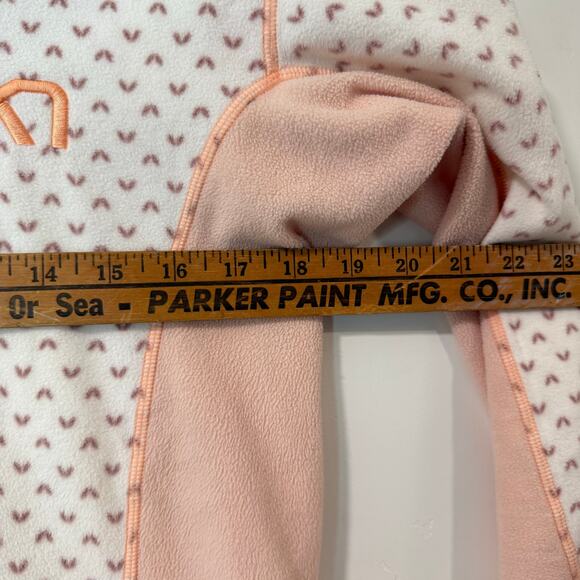 14 15 16 17 18 19 20 21 22 23
Or Sea - PARKER PAINT MFG. CO., INC.